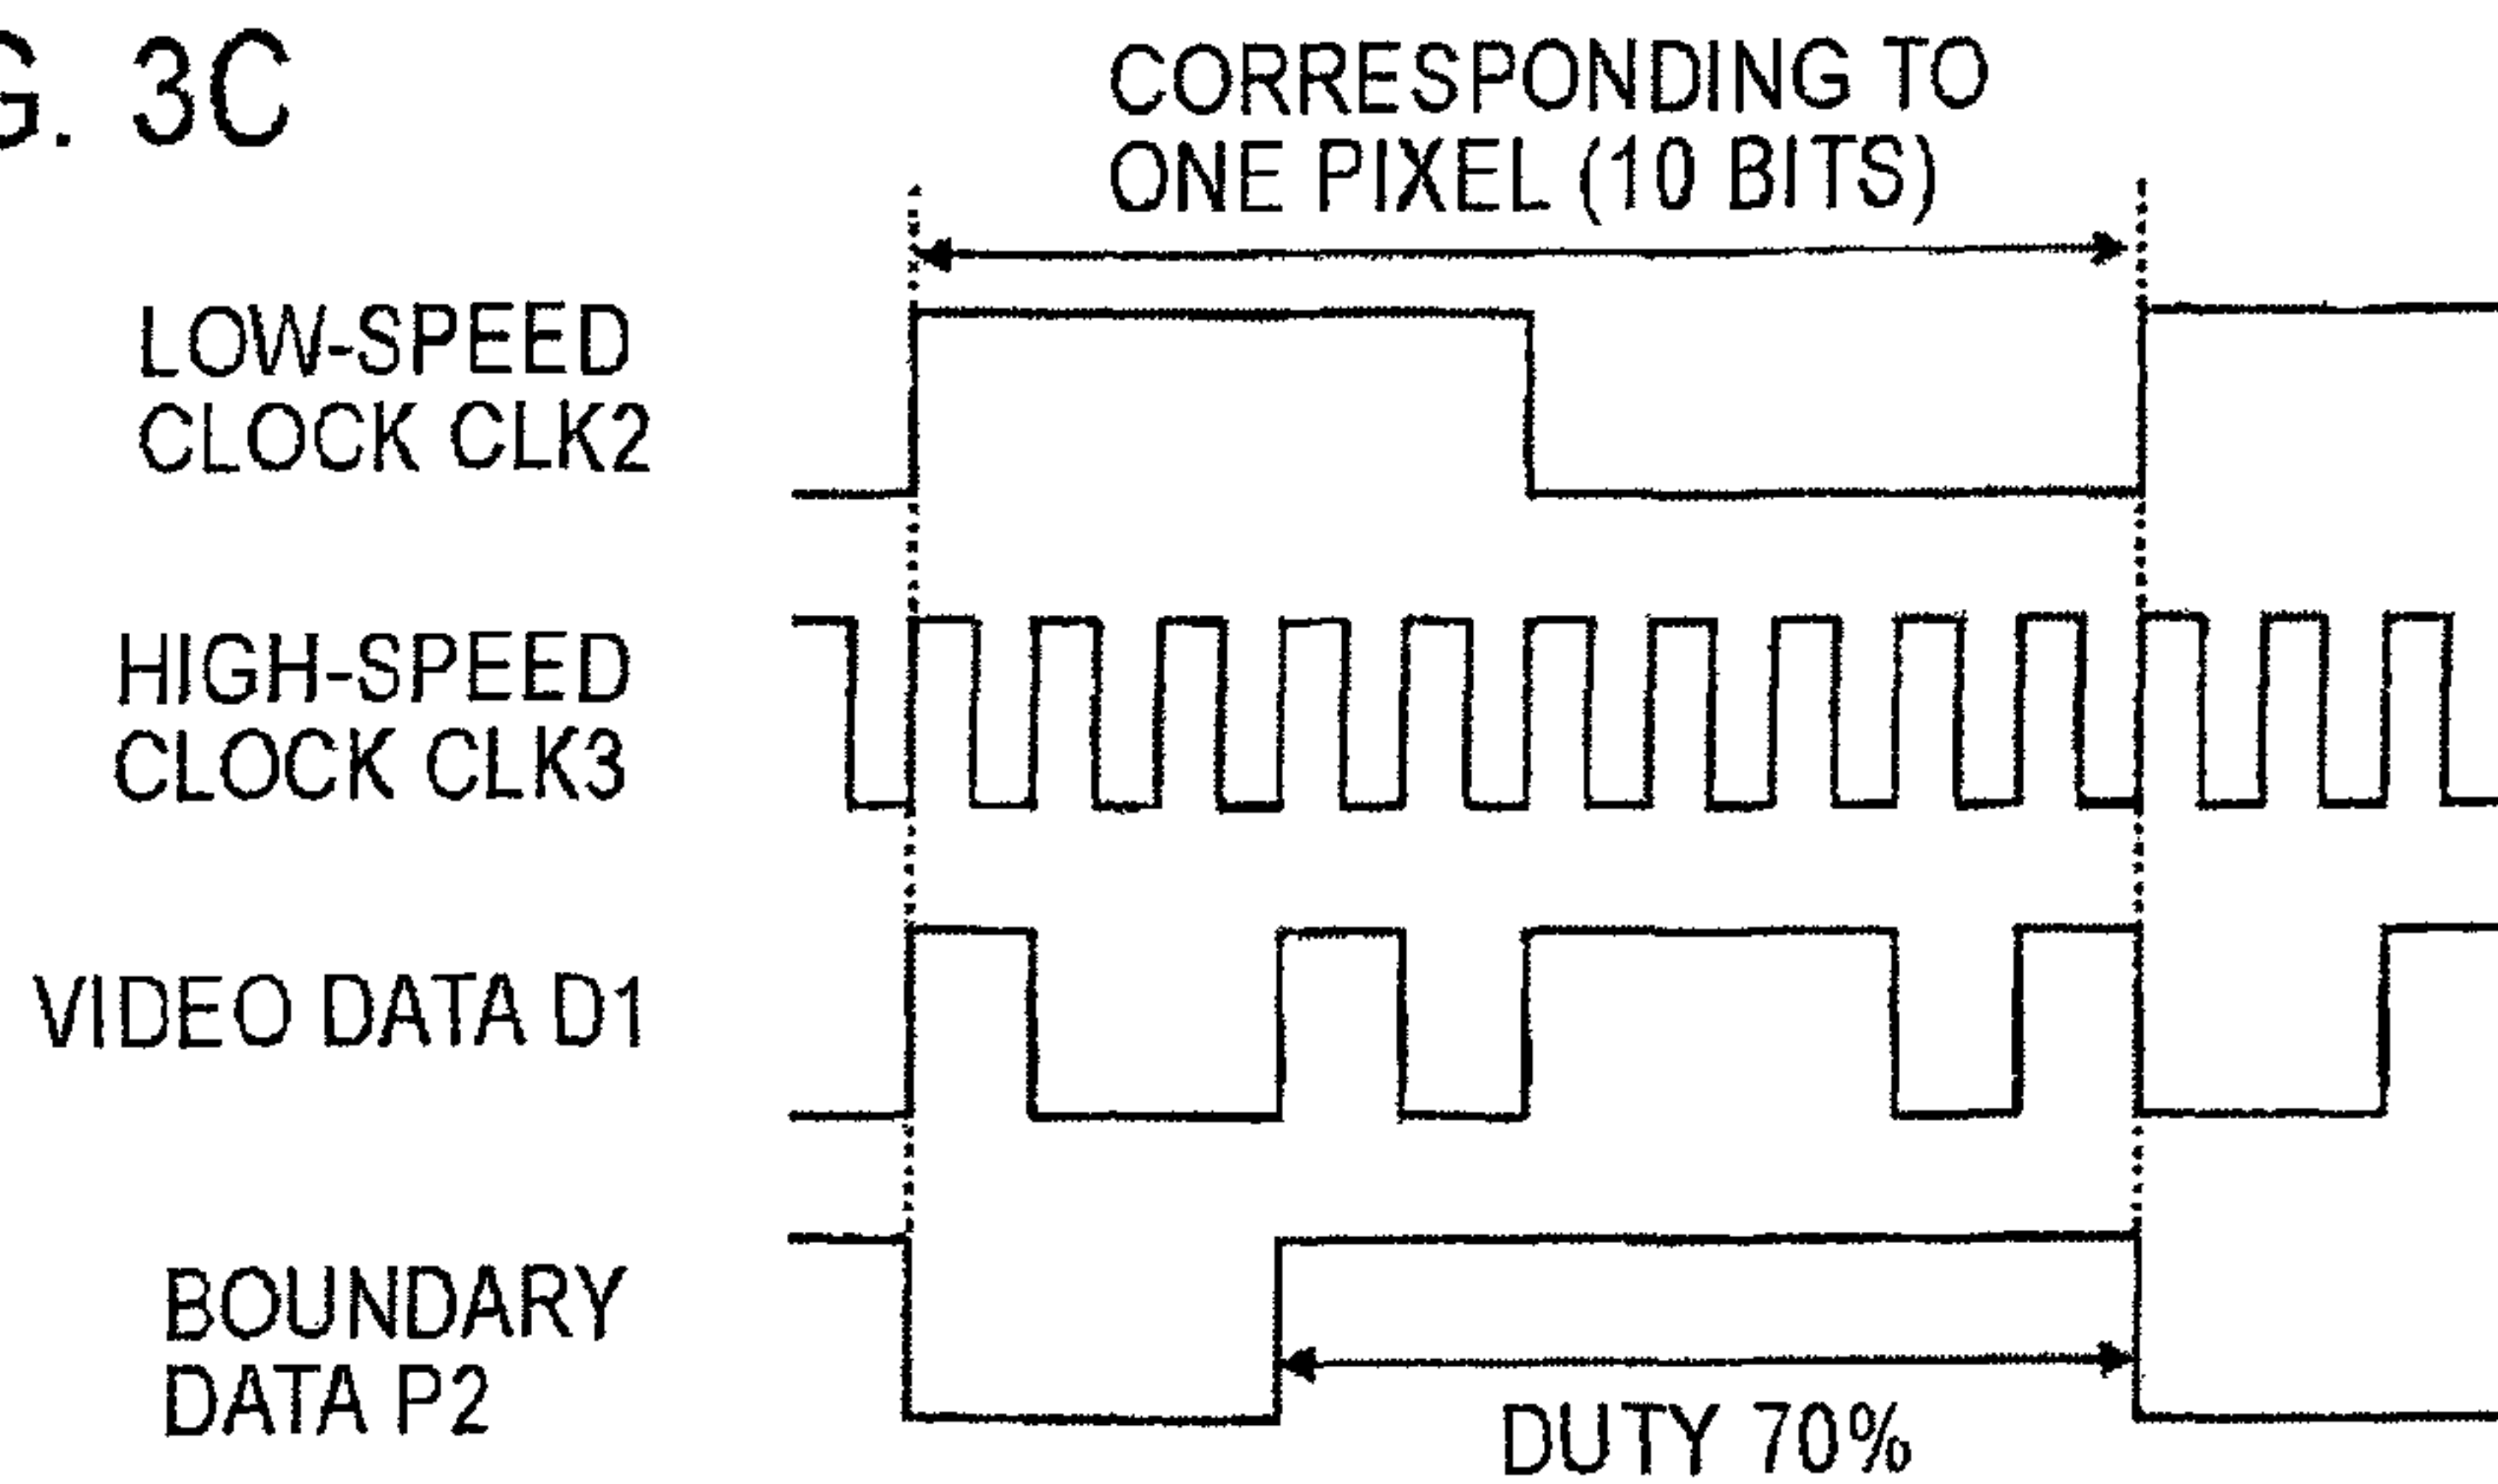 G. 3C
CORRESPONDING TO
ONE PIXEL (10 BITS)
LOW-SPEED
CLOCK CLK2
HIGH-SPEED
CLOCK CLK3
VIDEO DATA D1
BOUNDARY
DATA P2
DUTY 70%